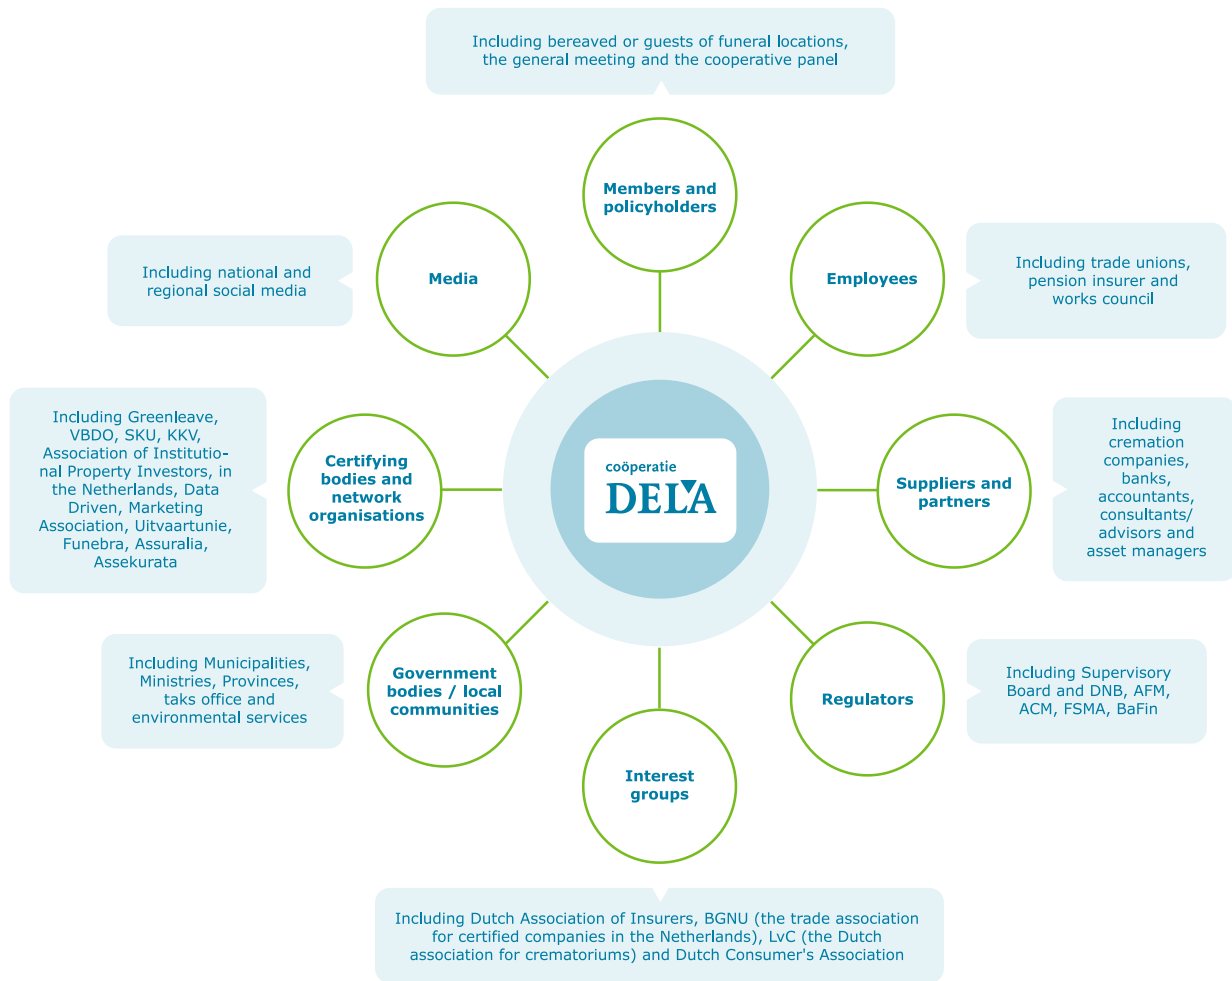 Including bereaved or guests of funeral locations,
the general meeting and the cooperative panel
Members and
policyholders
Including national and
regional social media
Media
Employees
Including trade unions,
pension insurer and
works council
Including Greenleave,
VBDO, SKU, KKV,
Association of Institutio-
nal Property Investors, in
the Netherlands, Data
Driven, Marketing
Association, Uitvaartunie,
Funebra, Assuralia,
Assekurata
Certifying
bodies and
network
organisations
coöperatie
DELA
Suppliers and
partners
Including
cremation
companies,
banks,
accountants,
consultants/
advisors and
asset managers
Including Municipalities,
Ministries, Provinces,
taks office and
environmental services
Government
bodies / local
communities
Regulators
Including Supervisory
Board and DNB, AFM,
ACM, FSMA, BaFin
Interest
groups
Including Dutch Association of Insurers, BGNU (the trade association
for certified companies in the Netherlands), LvC (the Dutch
association for crematoriums) and Dutch Consumer's Association